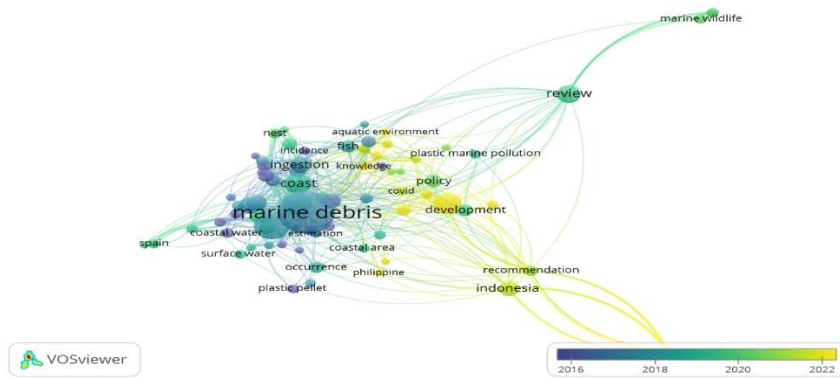 marine wildlife
review
nest
aquatic environment
incidence
fish
ingestion
knowledge
plastic marine pollution
coast
policy
covid
marine debris
development
coastal water
estimation
spain
surface water
coastal area
occurrence
philippine
recommendation
plastic pellet
indonesia
VOSviewer
2016
2018
2020
2022